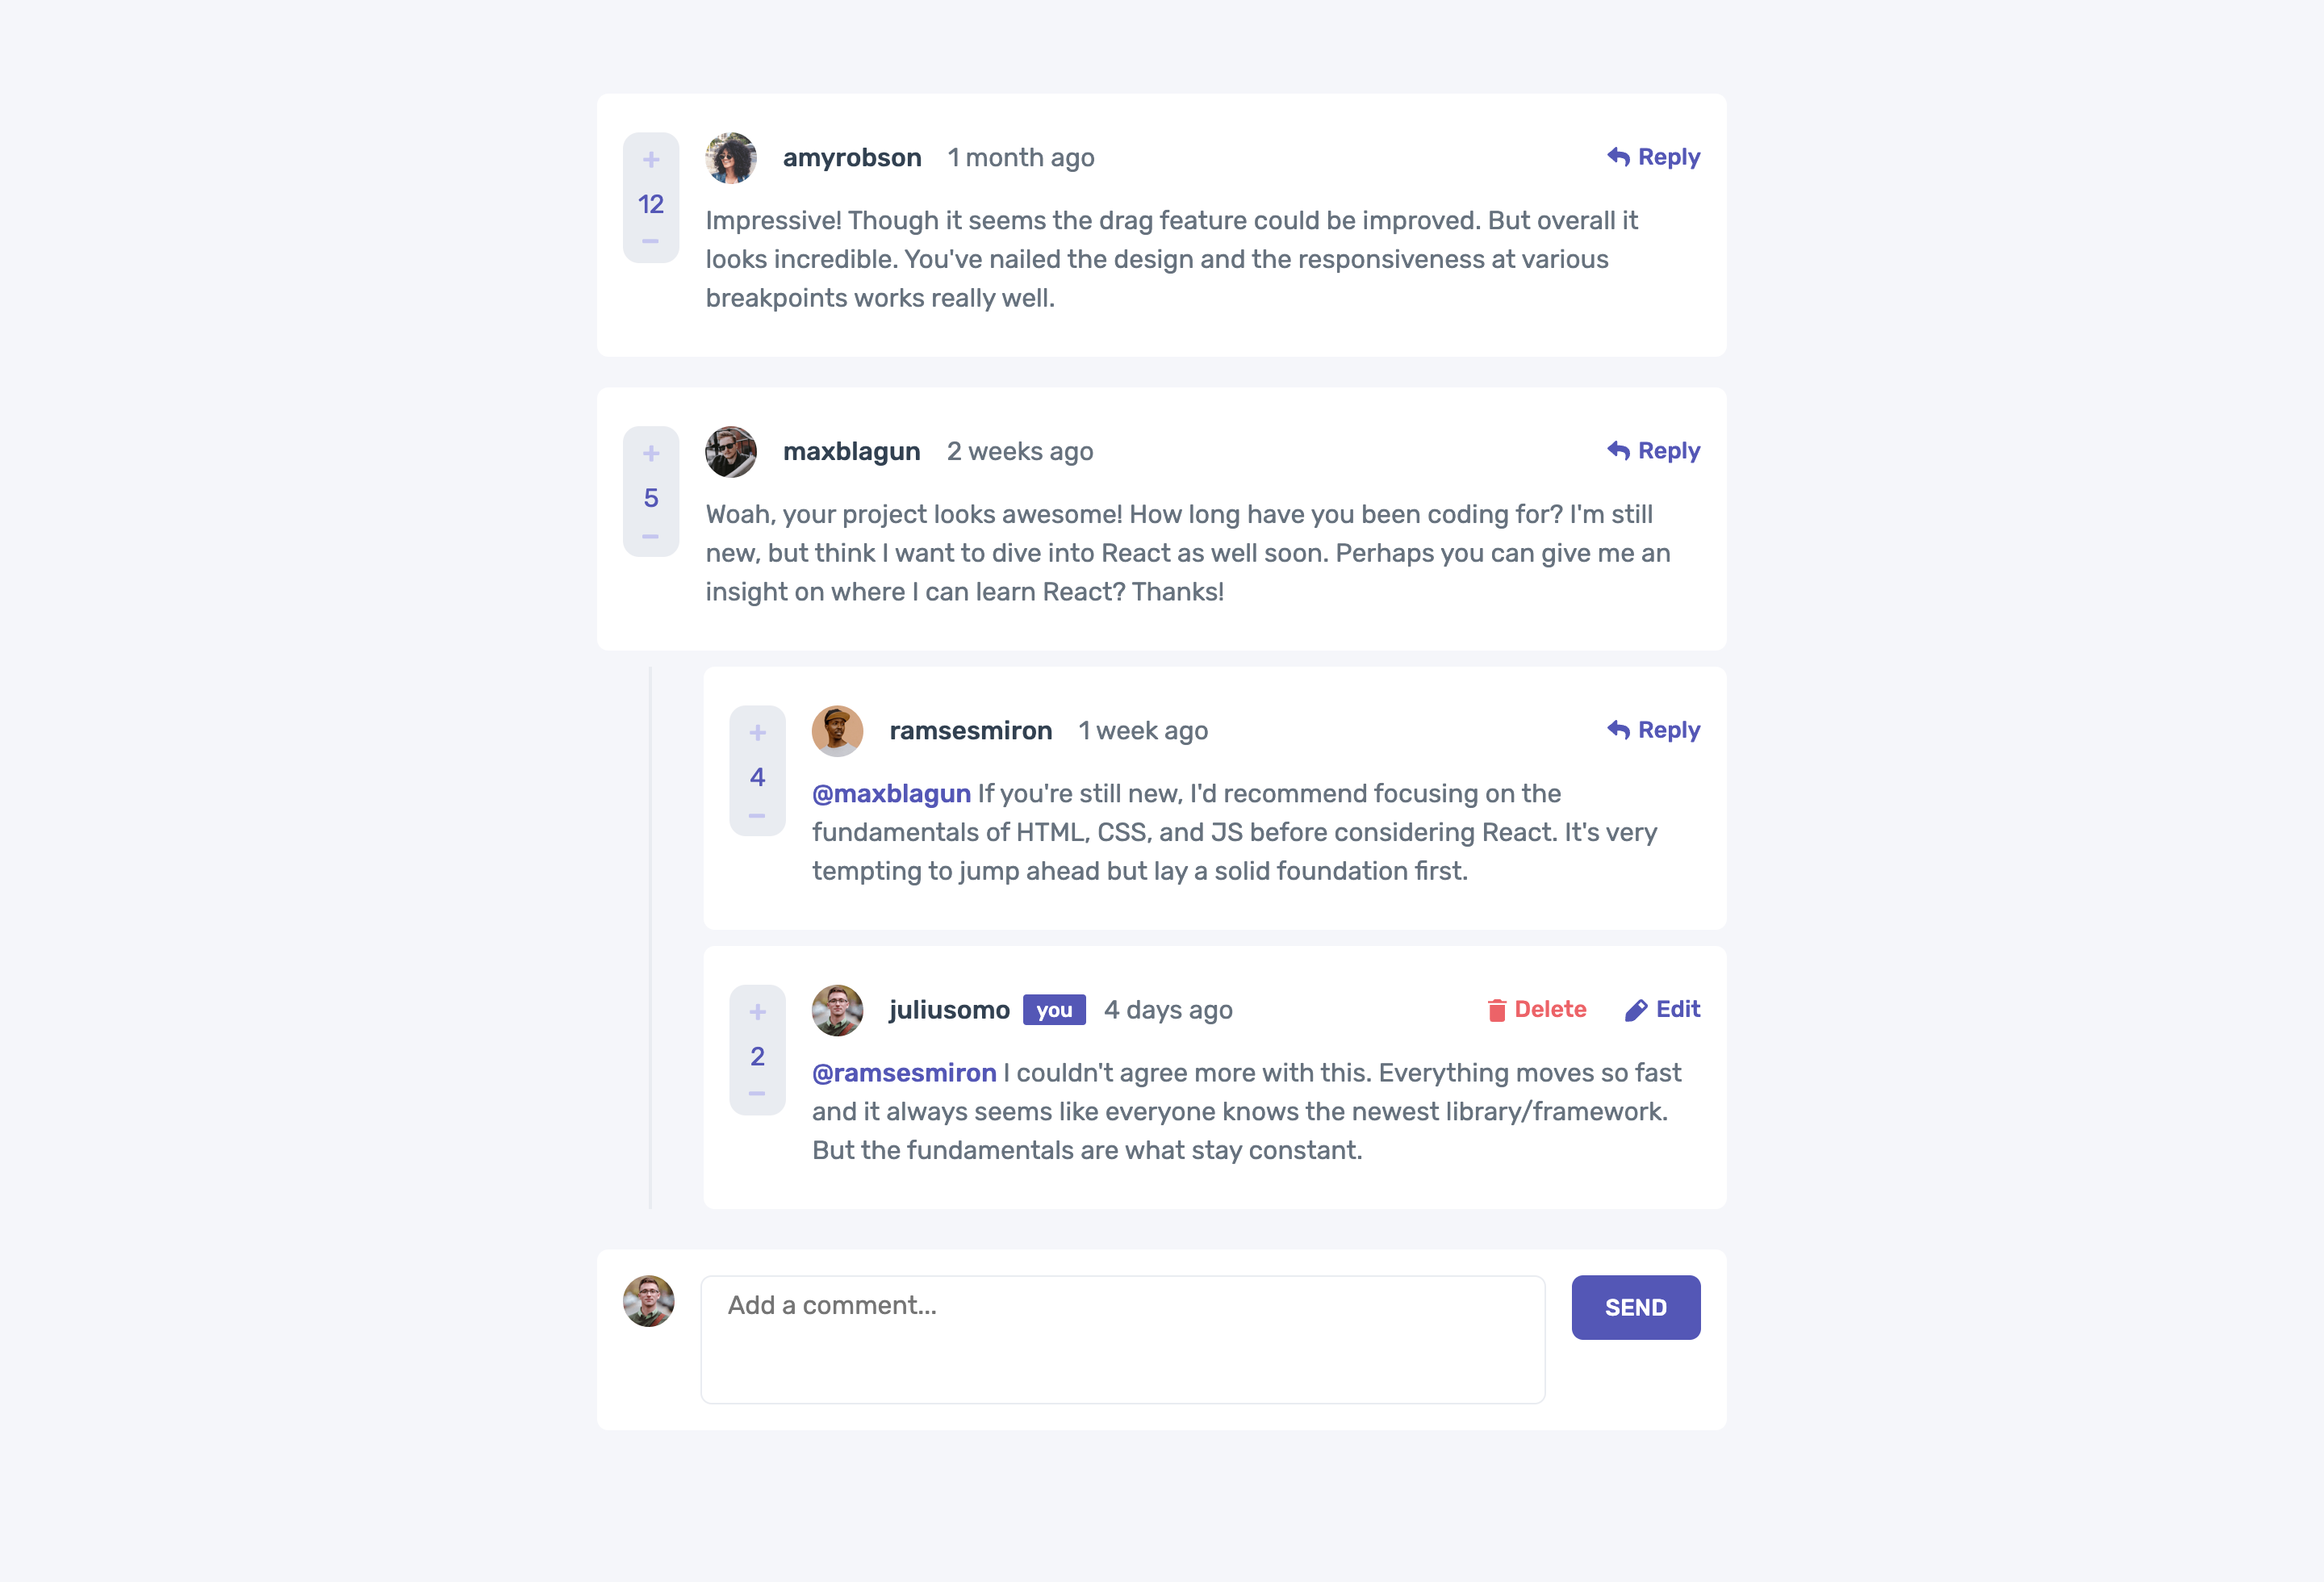 +
12
−
amyrobson 1 month ago Reply
Impressive! Though it seems the drag feature could be improved. But overall it
looks incredible. You've nailed the design and the responsiveness at various
breakpoints works really well.
+
5
−
maxblagun 2 weeks ago Reply
Woah, your project looks awesome! How long have you been coding for? I'm still
new, but think I want to dive into React as well soon. Perhaps you can give me an
insight on where I can learn React? Thanks!
+
4
−
ramsesmiron 1 week ago Reply
@maxblagun If you're still new, I'd recommend focusing on the
fundamentals of HTML, CSS, and JS before considering React. It's very
tempting to jump ahead but lay a solid foundation first.
+
2
−
juliusomo you 4 days ago Delete Edit
@ramsesmiron I couldn't agree more with this. Everything moves so fast
and it always seems like everyone knows the newest library/framework.
But the fundamentals are what stay constant.
Add a comment...
SEND